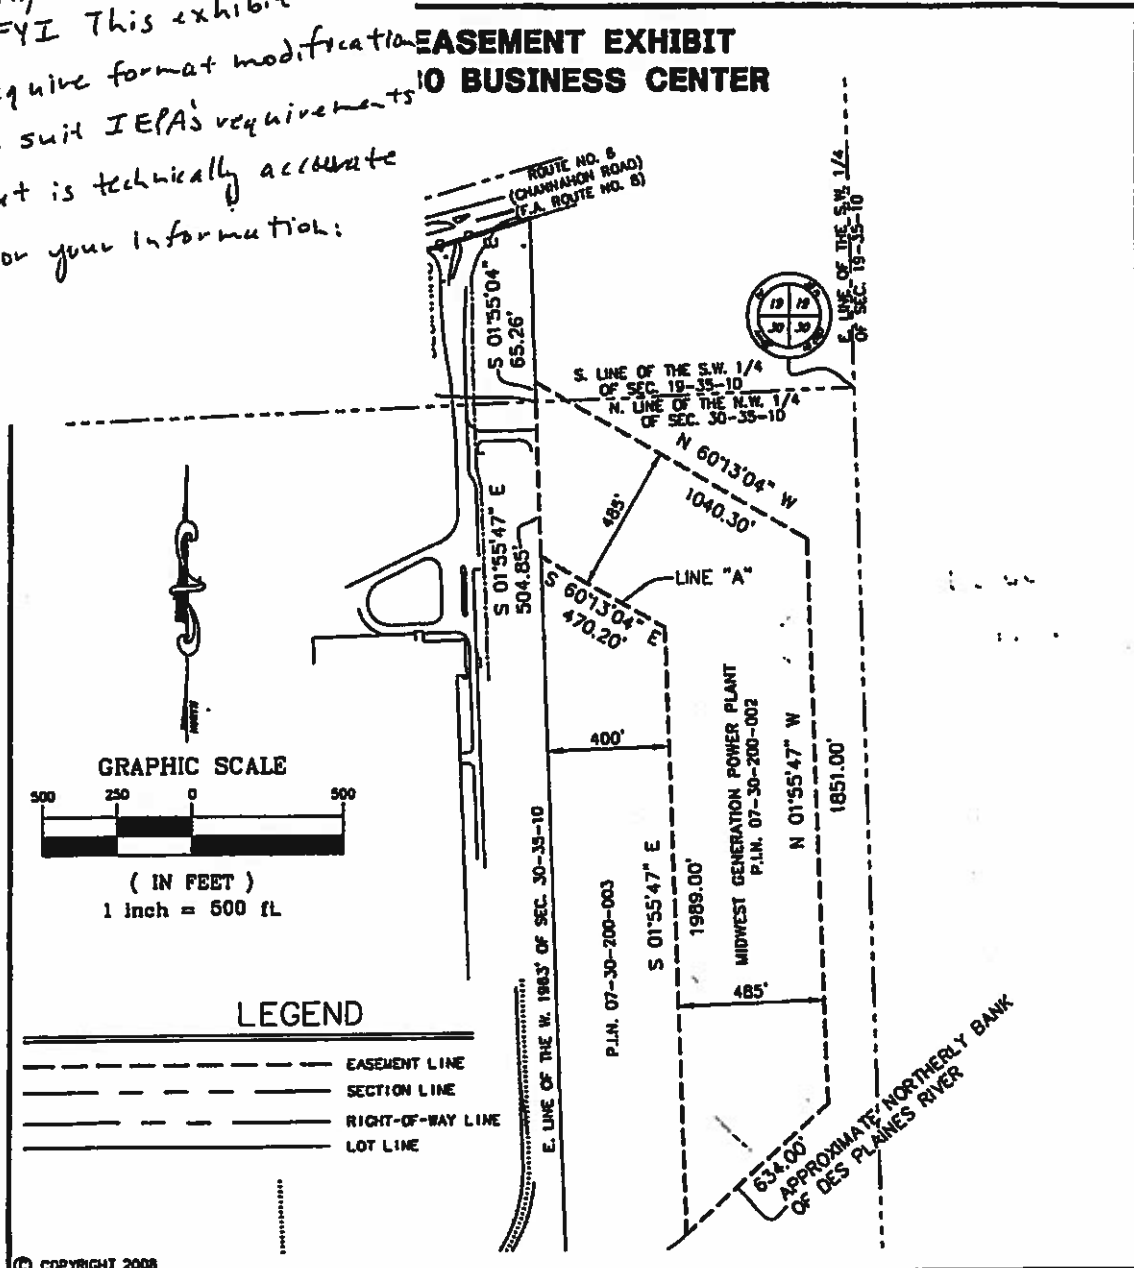 FYI This exhibit
format modification
suit IEPA's requirements
is technically accurate
your information:
EASEMENT EXHIBIT
BUSINESS CENTER
ROUTE NO. 6
(CHANNAHON ROAD)
(F.A. ROUTE NO. 8)
S 01°55'04" E
65.26'
E. LINE OF THE S.W. 1/4
OF SEC. 19-35-10
19 19
30 30
S. LINE OF THE S.W. 1/4
OF SEC. 19-35-10
N. LINE OF THE N.W. 1/4
OF SEC. 30-35-10
N 60°13'04" W
1040.30'
485'
S 01°55'47" E
504.85'
LINE "A"
S 60°13'04" E
470.20'
NORTH
GRAPHIC SCALE
500 250 0 500
( IN FEET )
1 inch = 500 ft.
400'
MIDWEST GENERATION POWER PLANT
P.I.N. 07-30-200-002
N 01°55'47" W
1851.00'
E. LINE OF THE W. 1983' OF SEC. 30-35-10
P.I.N. 07-30-200-003
S 01°55'47" E
1989.00'
485'
LEGEND
EASEMENT LINE
SECTION LINE
RIGHT-OF-WAY LINE
LOT LINE
634.00'
APPROXIMATE NORTHERLY BANK
OF DES PLAINES RIVER
© COPYRIGHT 2008